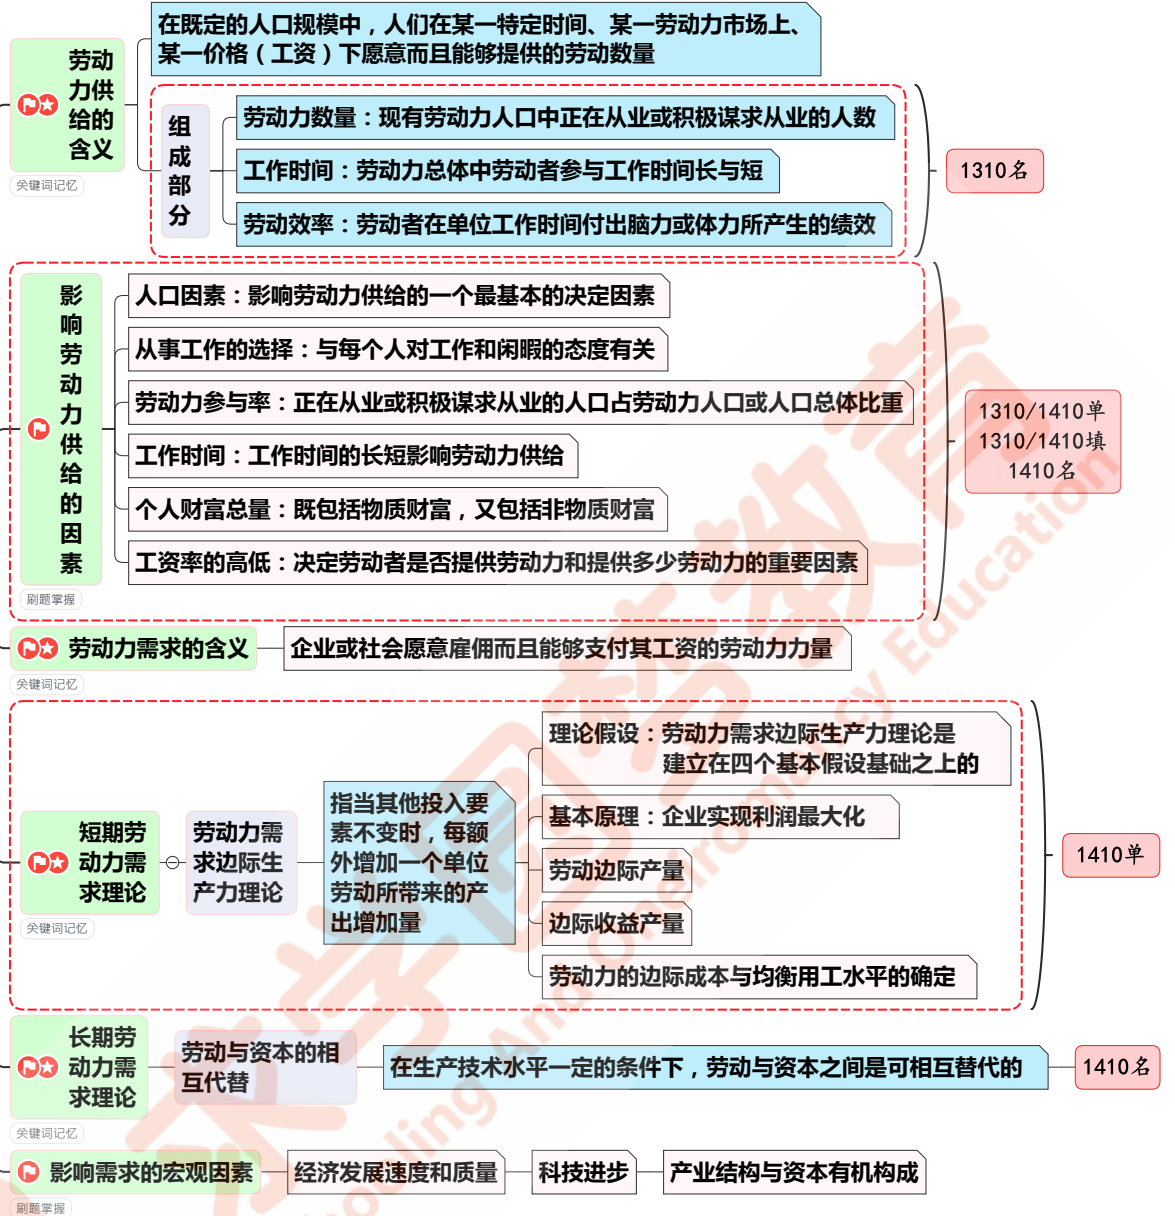 劳动
力供
给的
含义
关键词记忆
在既定的人口规模中，人们在某一特定时间、某一劳动力市场上、
某一价格（工资）下愿意而且能够提供的劳动数量
组
成
部
分
劳动力数量：现有劳动力人口中正在从业或积极谋求从业的人数
工作时间：劳动力总体中劳动者参与工作时间长与短
劳动效率：劳动者在单位工作时间付出脑力或体力所产生的绩效
1310名
影
响
劳
动
力
供
给
的
因
素
刷题掌握
人口因素：影响劳动力供给的一个最基本的决定因素
从事工作的选择：与每个人对工作和闲暇的态度有关
劳动力参与率：正在从业或积极谋求从业的人口占劳动力人口或人口总体比重
工作时间：工作时间的长短影响劳动力供给
个人财富总量：既包括物质财富，又包括非物质财富
工资率的高低：决定劳动者是否提供劳动力和提供多少劳动力的重要因素
1310/1410单
1310/1410填
1410名
劳动力需求的含义
关键词记忆
企业或社会愿意雇佣而且能够支付其工资的劳动力力量
短期劳
动力需
求理论
关键词记忆
劳动力需
求边际生
产力理论
指当其他投入要
素不变时，每额
外增加一个单位
劳动所带来的产
出增加量
理论假设：劳动力需求边际生产力理论是
建立在四个基本假设基础之上的
基本原理：企业实现利润最大化
劳动边际产量
边际收益产量
劳动力的边际成本与均衡用工水平的确定
1410单
长期劳
动力需
求理论
关键词记忆
劳动与资本的相
互代替
在生产技术水平一定的条件下，劳动与资本之间是可相互替代的
1410名
影响需求的宏观因素
刷题掌握
经济发展速度和质量
科技进步
产业结构与资本有机构成